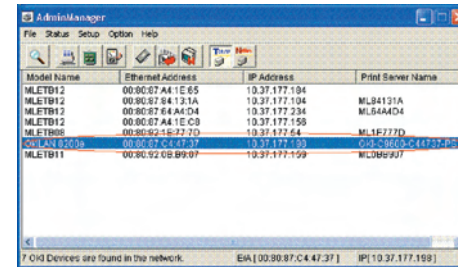 AdminManager
File Status Setup Option Help
Model Name Ethernet Address IP Address Print Server Name
MLETB12 00:80:87:A4:1E:65 10.37.177.184
MLETB12 00:80:87:84:13:1A 10.37.177.104 ML84131A
MLETB12 00:80:87:64:A4:D4 10.37.177.234 ML64A4D4
MLETB12 00:80:87:A4:1E:C8 10.37.177.156
MLETB08 00:80:92:1E:77:7D 10.37.177.64 ML1E777D
OKILAN 8200e 00:80:87:C4:47:37 10.37.177.198 OKI-C9600-C44737-PS
MLETB11 00:80:92:0B:B9:07 10.37.177.159 ML0BB907
7 OKI Devices are found in the network. E/A [ 00:80:87:C4:47:37 ] IP[ 10.37.177.198 ]